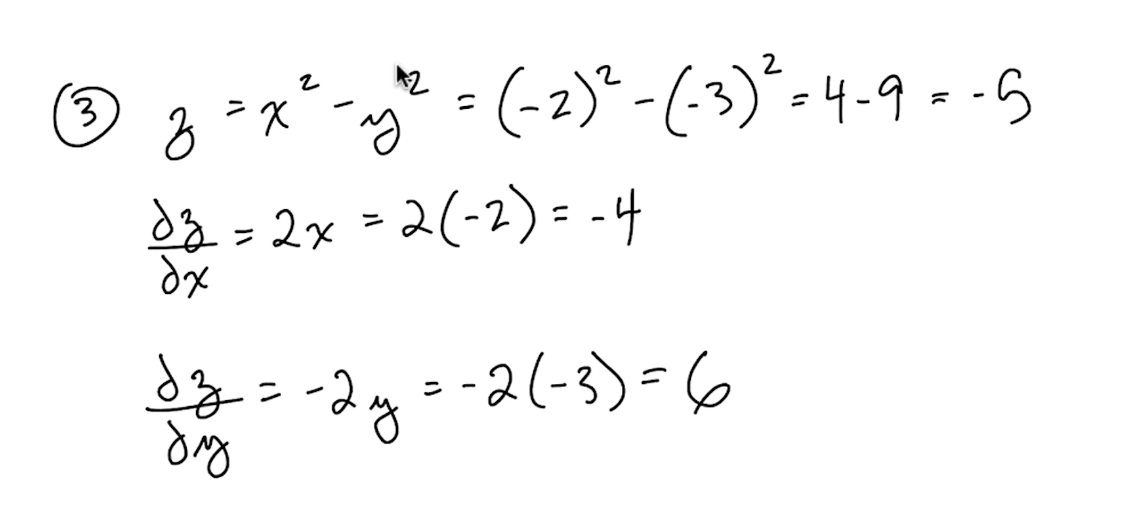 ③ z = x² - y² = (-2)² - (-3)² = 4 - 9 = -5
∂z/∂x = 2x = 2(-2) = -4
∂z/∂y = -2y = -2(-3) = 6